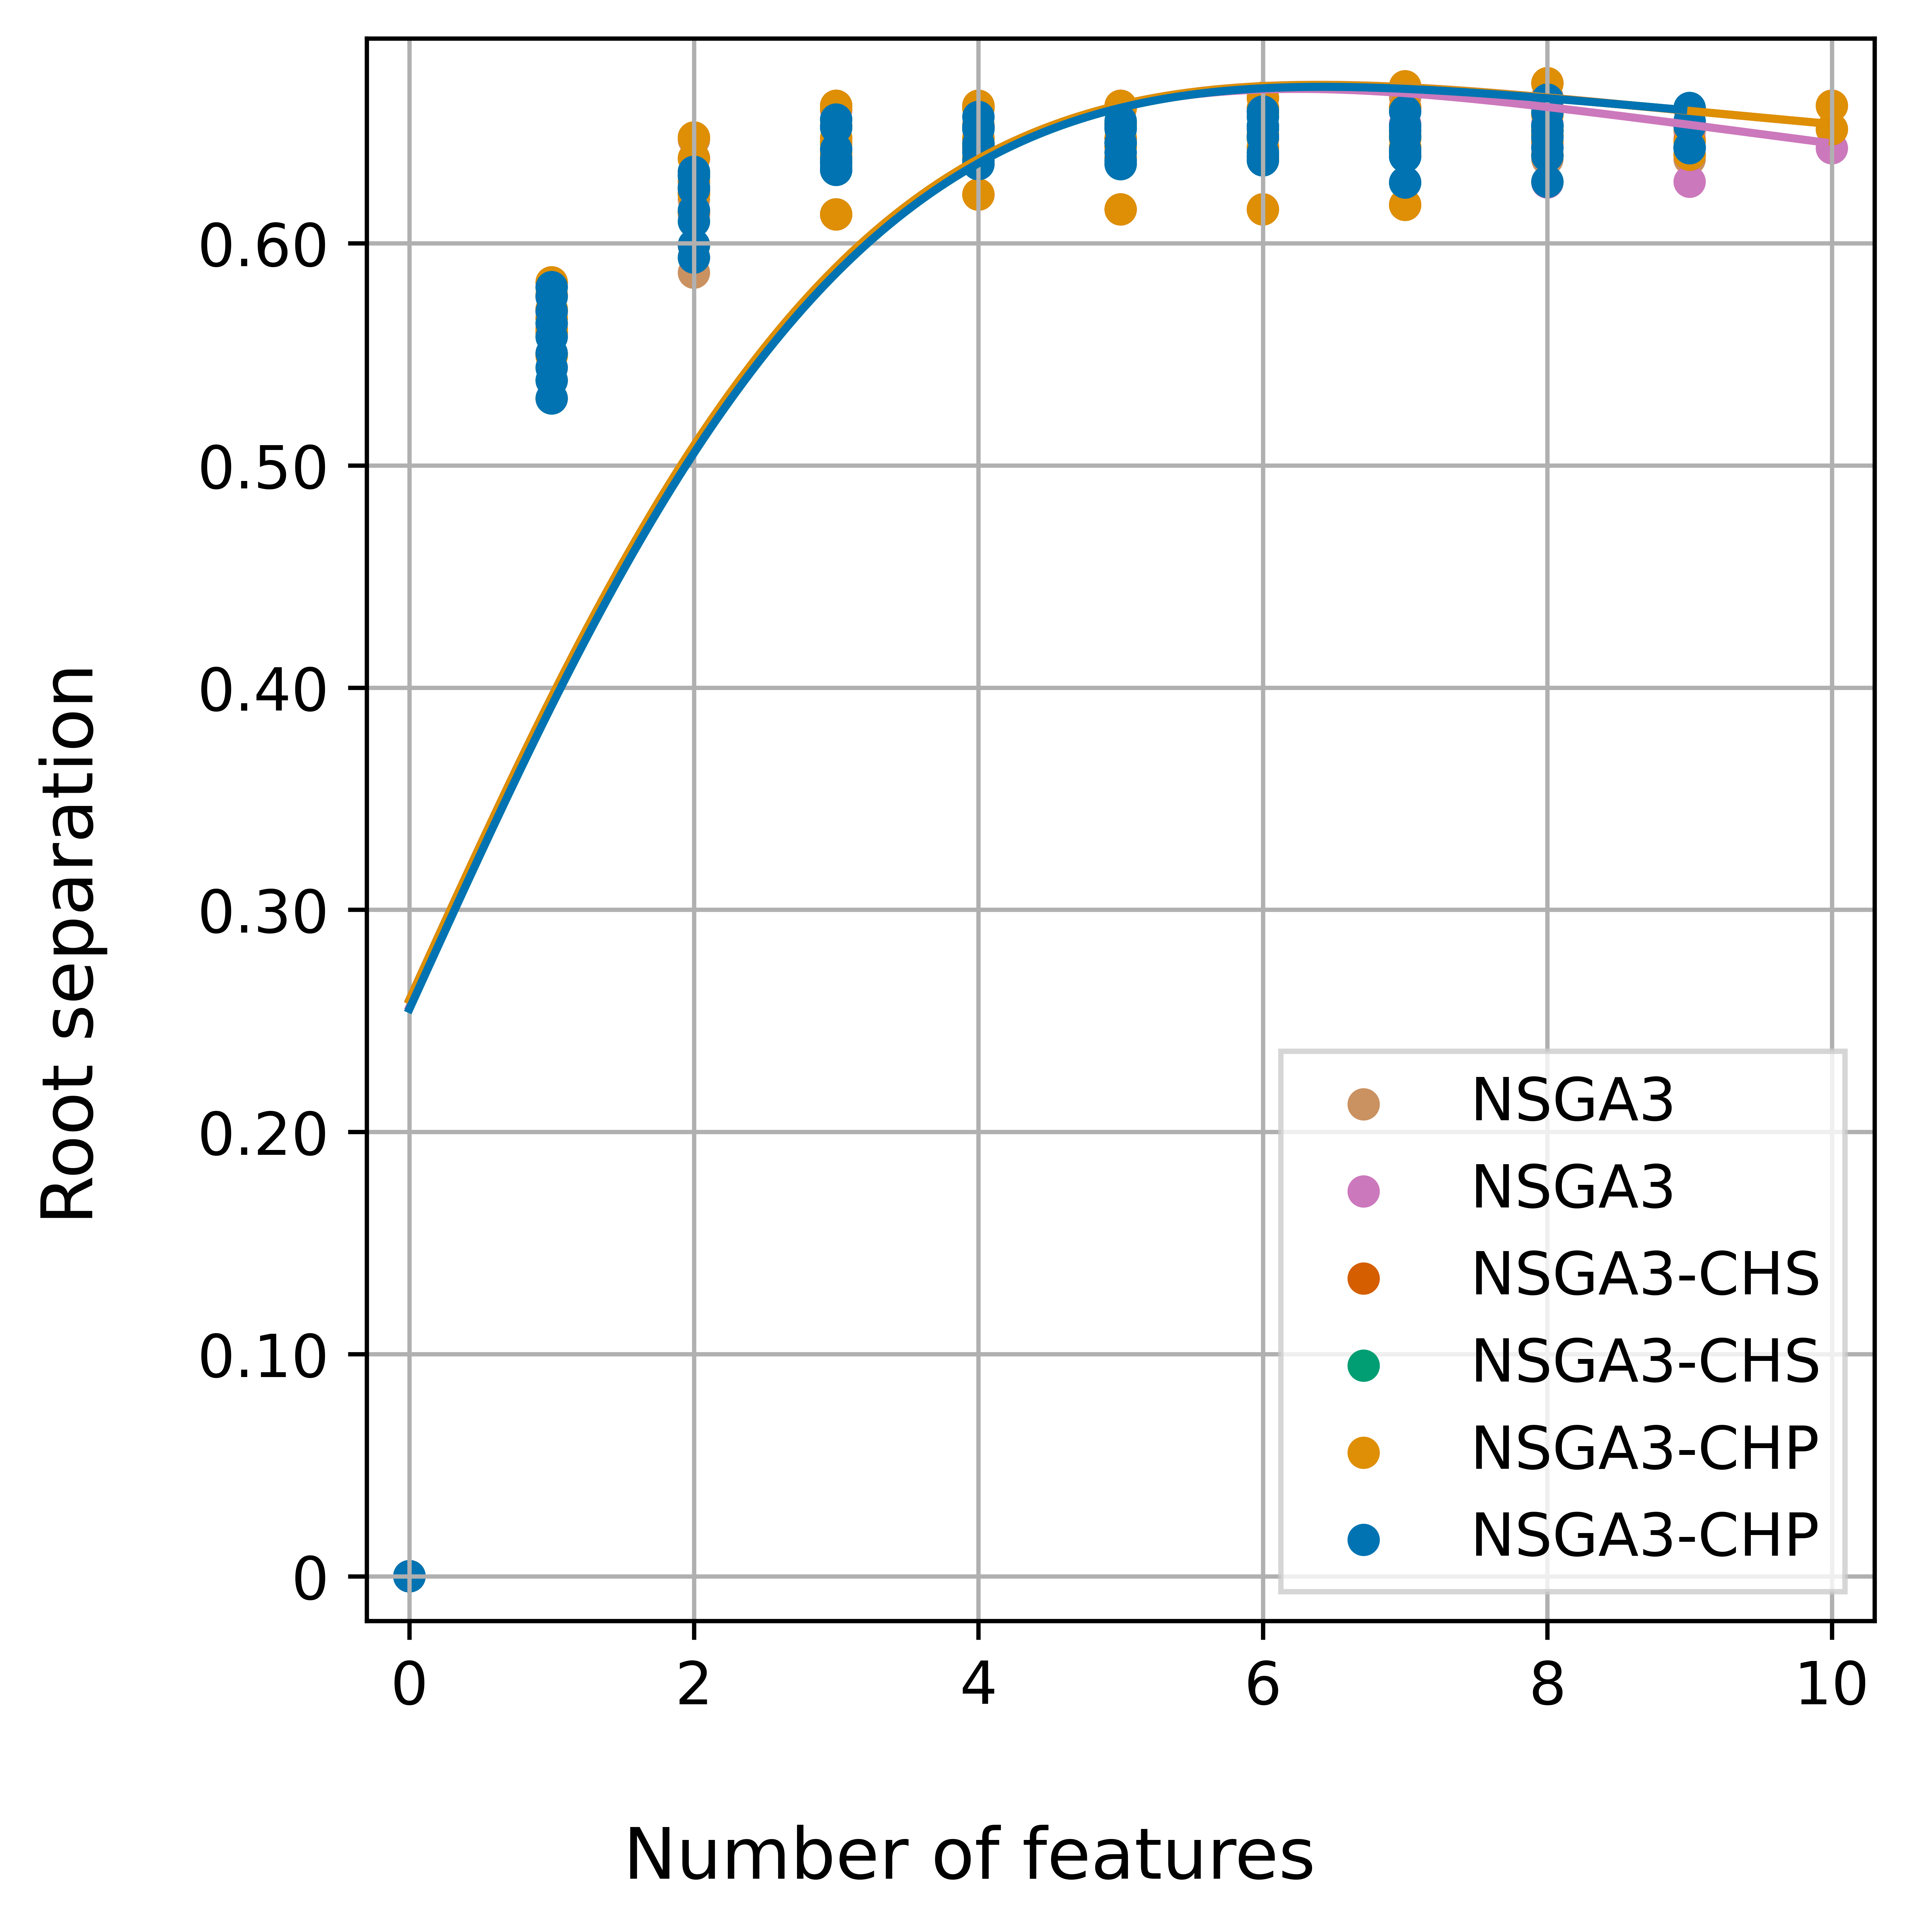 0.60
0.50
0.40
0.30
0.20
0.10
0
Root separation
NSGA3
NSGA3
NSGA3-CHS
NSGA3-CHS
NSGA3-CHP
NSGA3-CHP
0 2 4 6 8 10
Number of features